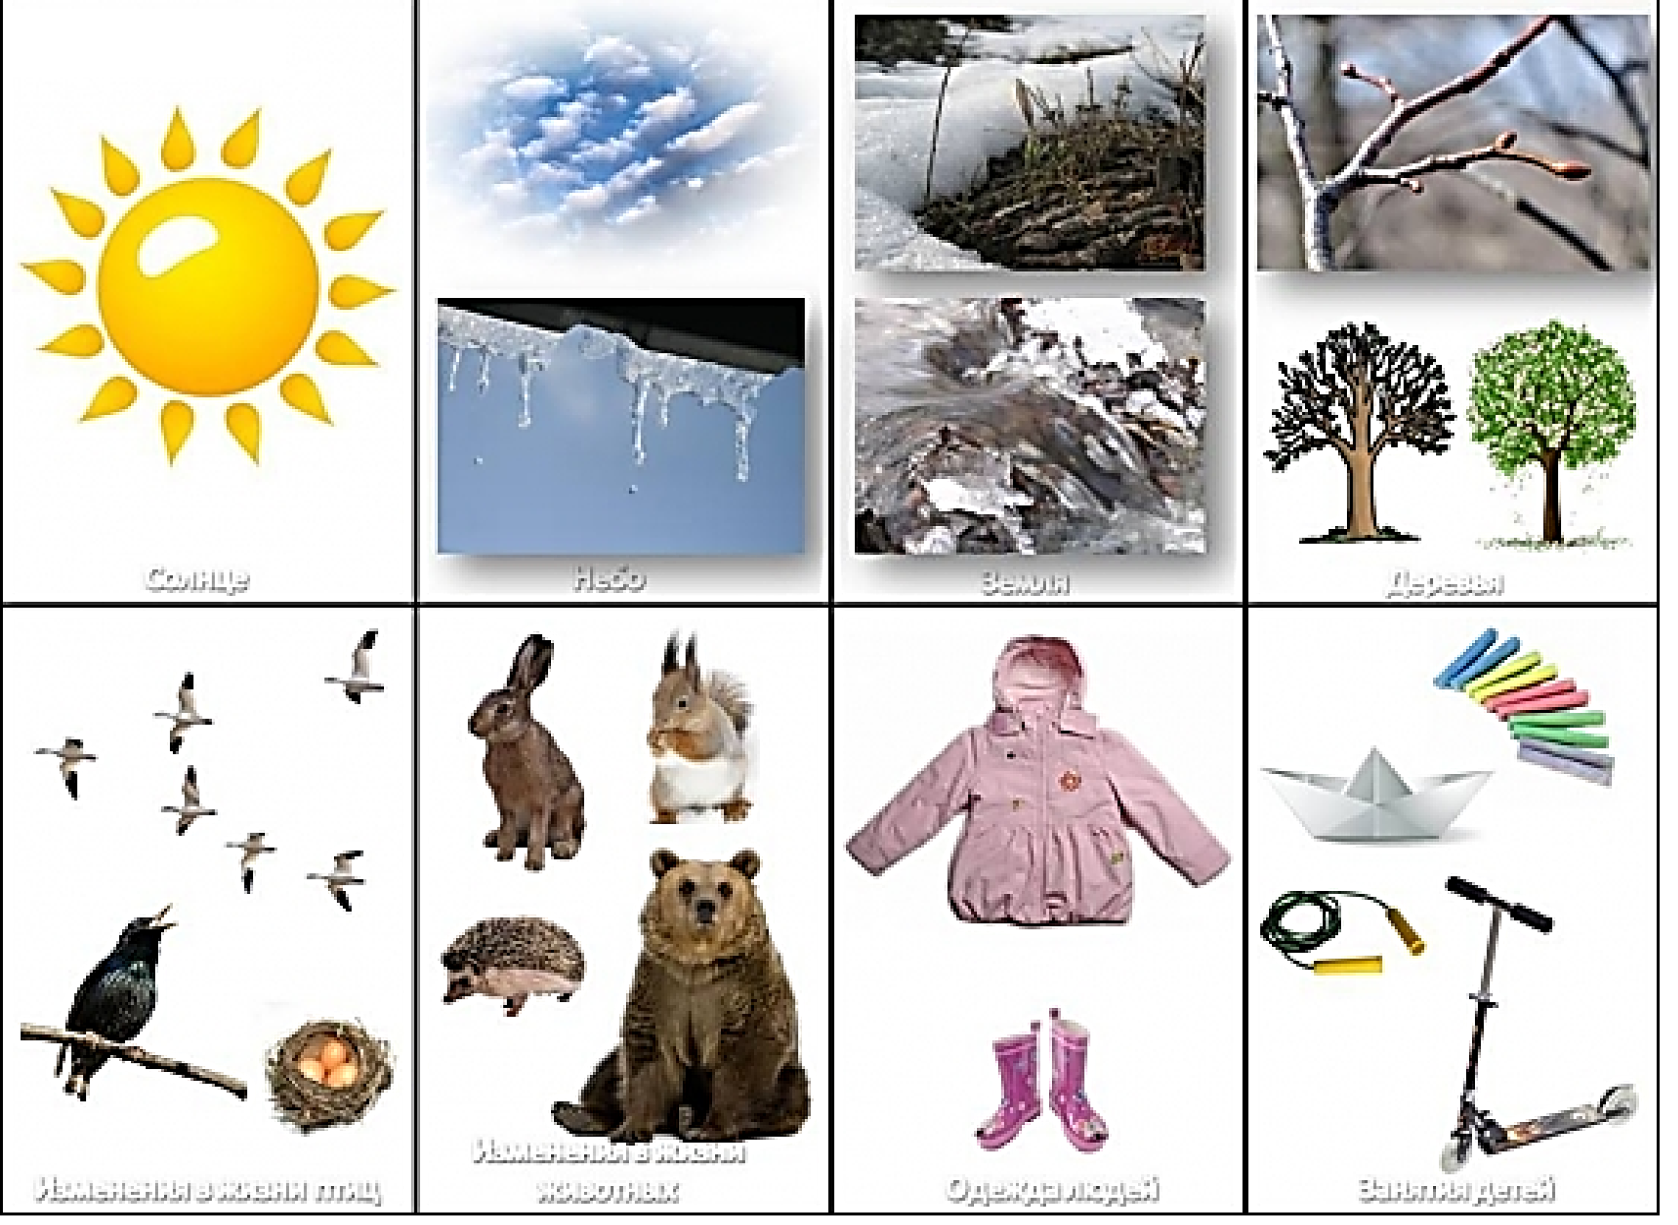 Солнце
Небо
Земля
Деревья
Изменения в жизни птиц
Изменения в жизни
животных
Одежда людей
Занятия детей